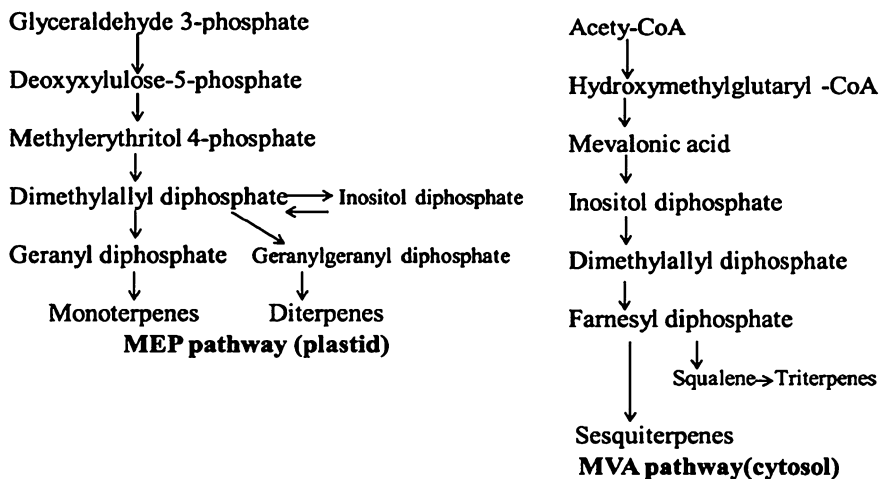 Glyceraldehyde 3-phosphate
Deoxyxylulose-5-phosphate
Methylerythritol 4-phosphate
Dimethylallyl diphosphate
Inositol diphosphate
Geranyl diphosphate
Geranylgeranyl diphosphate
Monoterpenes
Diterpenes
MEP pathway (plastid)
Acety-CoA
Hydroxymethylglutaryl -CoA
Mevalonic acid
Inositol diphosphate
Dimethylallyl diphosphate
Farnesyl diphosphate
Squalene
Triterpenes
Sesquiterpenes
MVA pathway(cytosol)